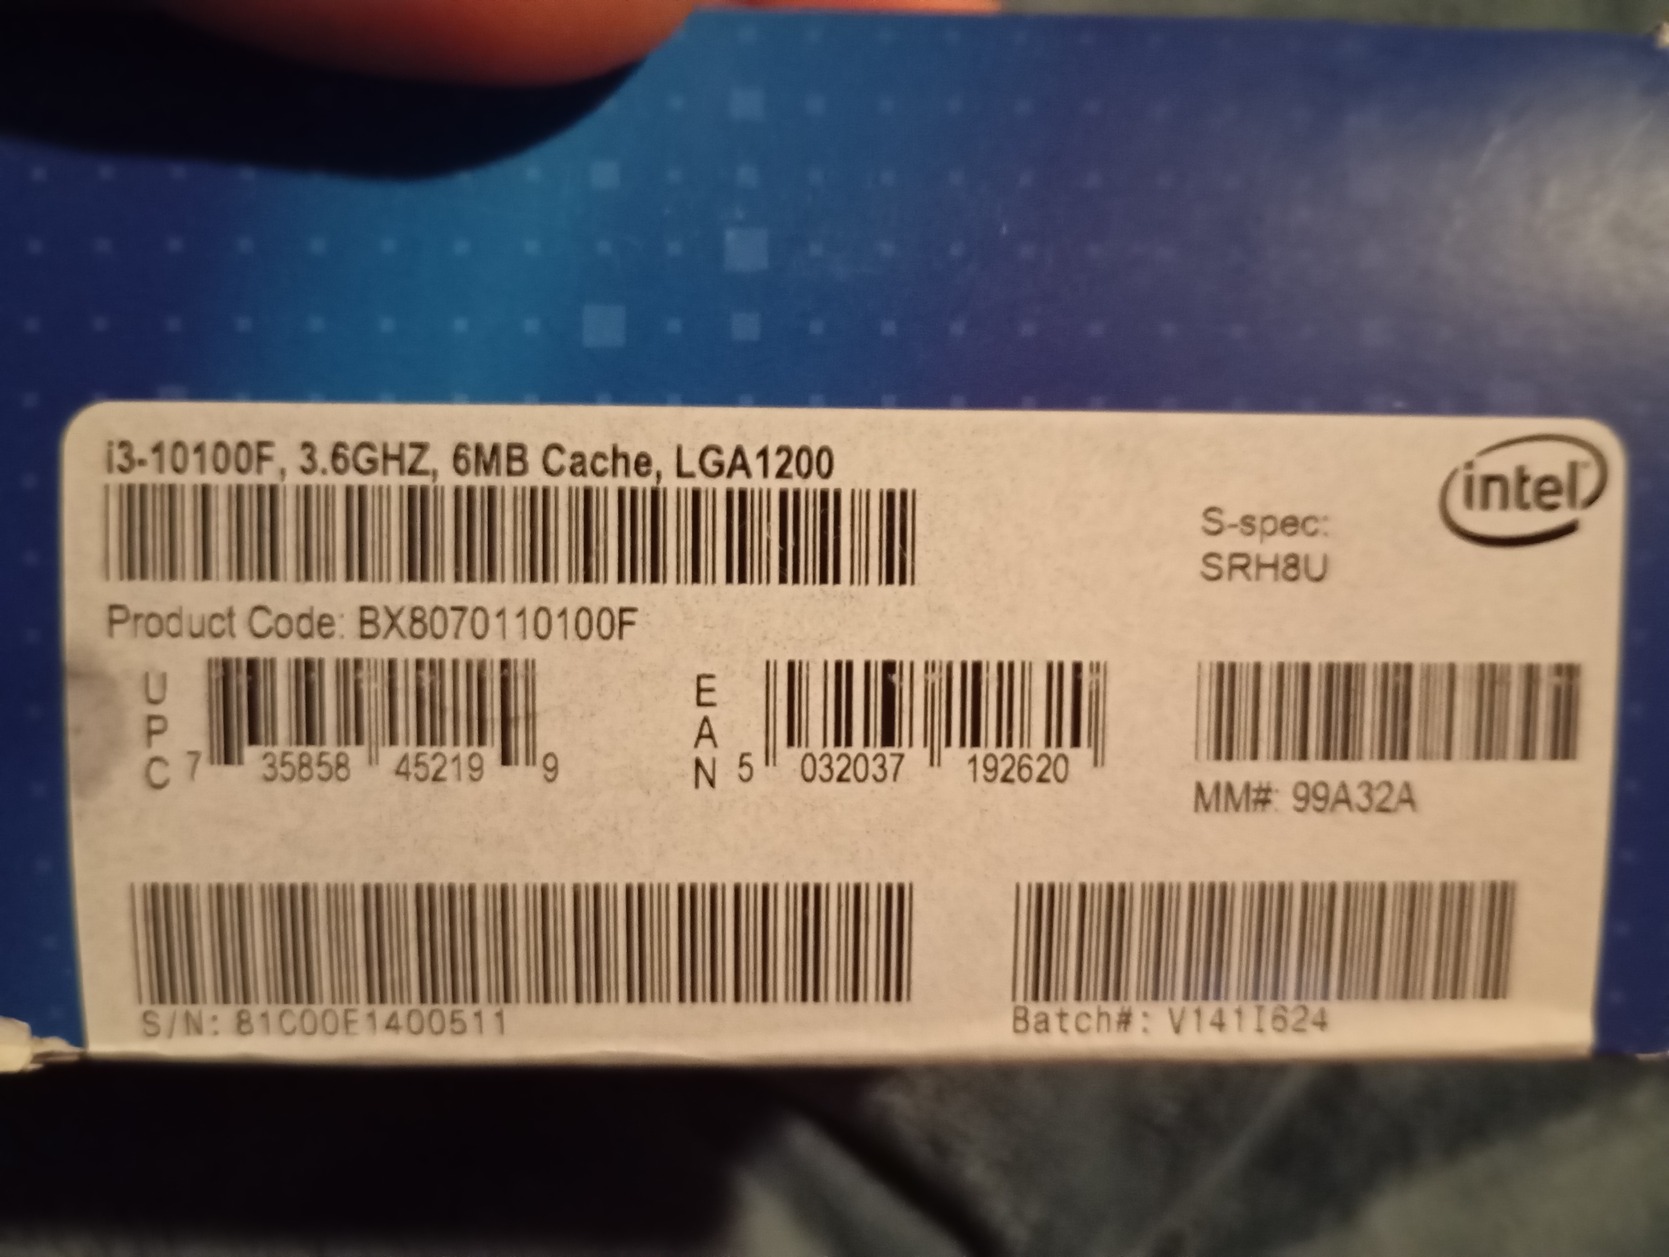 i3-10100F, 3.6GHZ, 6MB Cache, LGA1200
intel
S-spec:
SRH8U
Product Code: BX8070110100F
UPC 7 35858 45219 9
EAN 5 032037 192620
MM#: 99A32A
S/N: 81C00E1400511
Batch#: V141I624